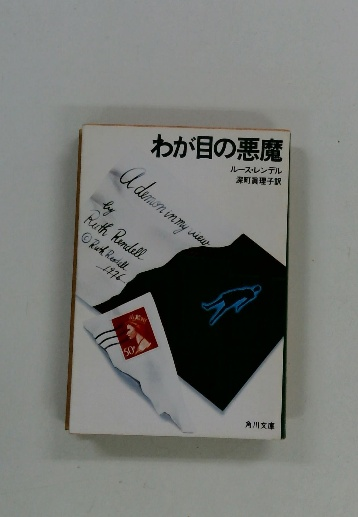 わが目の悪魔
ルース・レンデル
深町眞理子訳
A demon in my view
by
Ruth Rendell
© Ruth Rendell
1976
角川文庫